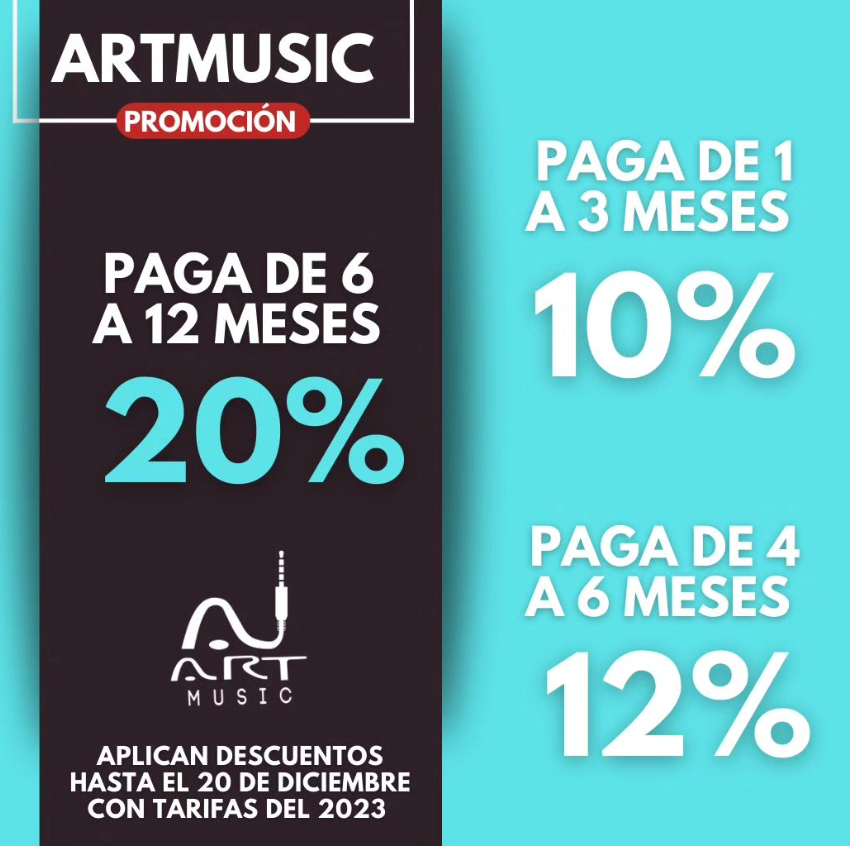 ARTMUSIC
PROMOCIÓN
PAGA DE 6
A 12 MESES
20%
ART
MUSIC
APLICAN DESCUENTOS
HASTA EL 20 DE DICIEMBRE
CON TARIFAS DEL 2023
PAGA DE 1
A 3 MESES
10%
PAGA DE 4
A 6 MESES
12%